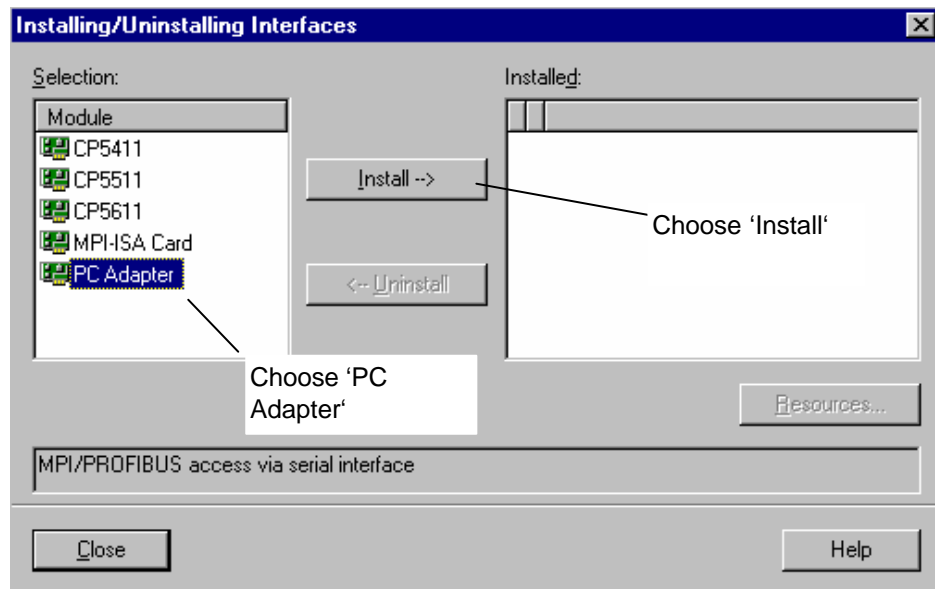 Installing/Uninstalling Interfaces
Selection:
Installed:
Module
CP5411
CP5511
CP5611
MPI-ISA Card
PC Adapter
Install -->
Choose ‘Install‘
<-- Uninstall
Choose ‘PC
Adapter‘
Resources...
MPI/PROFIBUS access via serial interface
Close
Help